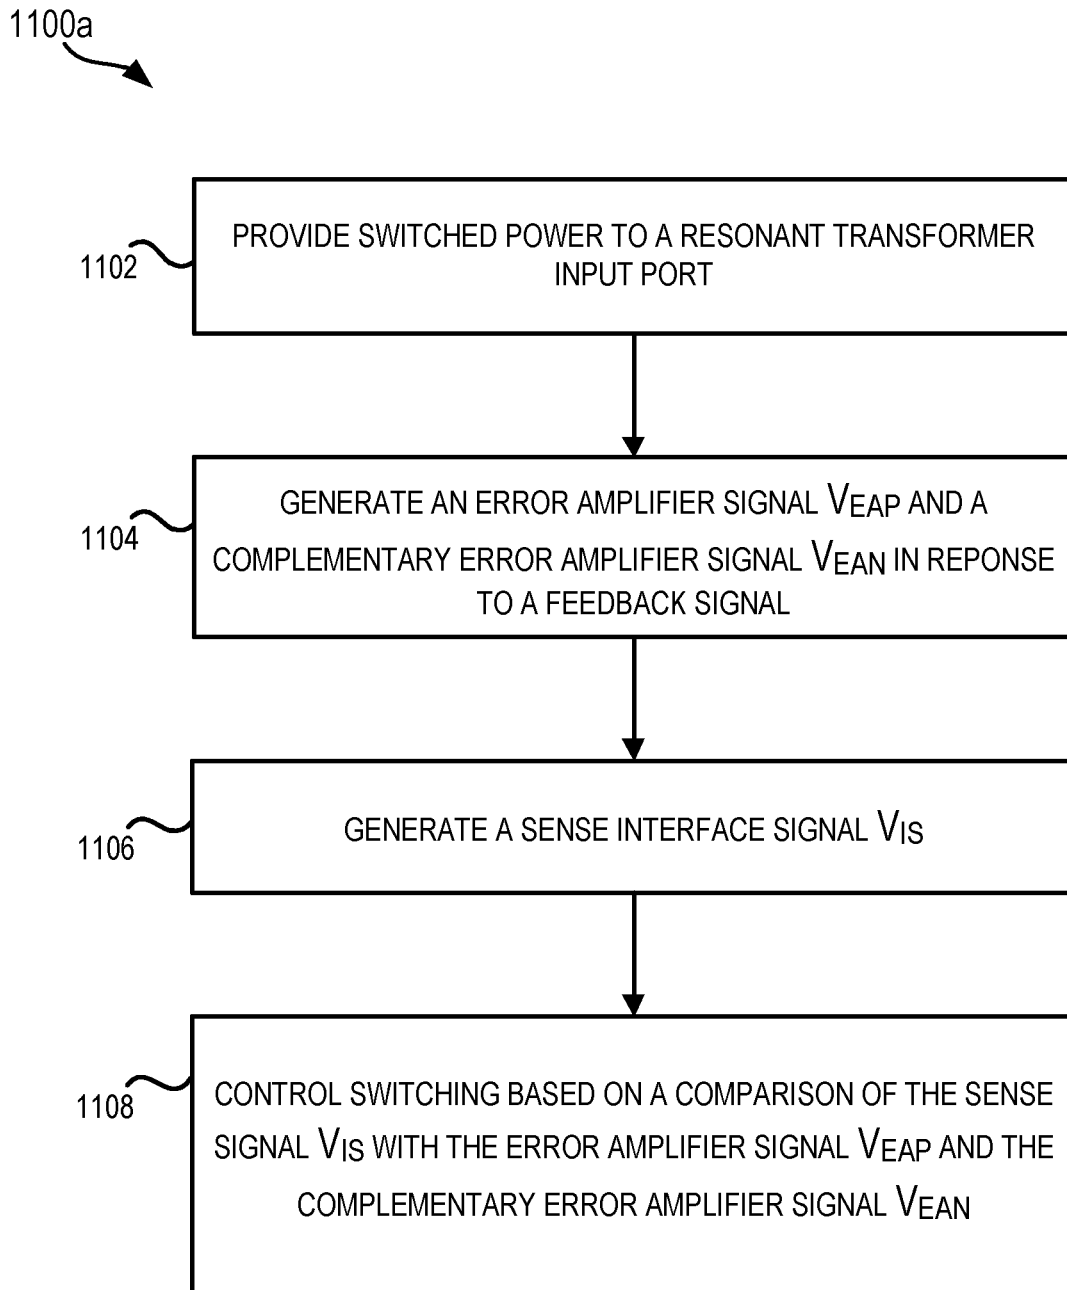 1100a
PROVIDE SWITCHED POWER TO A RESONANT TRANSFORMER
INPUT PORT
1102
GENERATE AN ERROR AMPLIFIER SIGNAL VEAP AND A
COMPLEMENTARY ERROR AMPLIFIER SIGNAL VEAN IN REPONSE
TO A FEEDBACK SIGNAL
1104
GENERATE A SENSE INTERFACE SIGNAL VIS
1106
CONTROL SWITCHING BASED ON A COMPARISON OF THE SENSE
SIGNAL VIS WITH THE ERROR AMPLIFIER SIGNAL VEAP AND THE
COMPLEMENTARY ERROR AMPLIFIER SIGNAL VEAN
1108